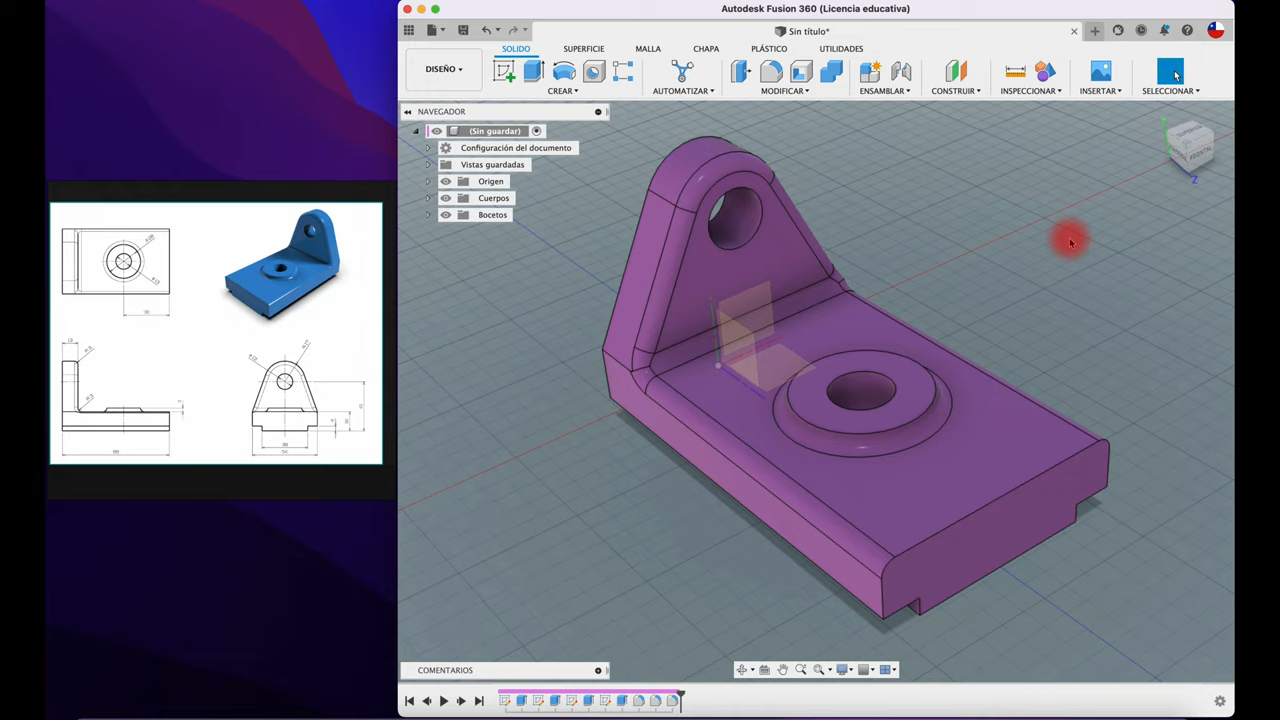 Autodesk Fusion 360 (Licencia educativa)
Sin título*
DISEÑO
SOLIDO
SUPERFICIE
MALLA
CHAPA
PLÁSTICO
UTILIDADES
CREAR
AUTOMATIZAR
MODIFICAR
ENSAMBLAR
CONSTRUIR
INSPECCIONAR
INSERTAR
SELECCIONAR
NAVEGADOR
(Sin guardar)
Configuración del documento
Vistas guardadas
Origen
Cuerpos
Bocetos
FRONTAL
Z
COMENTARIOS